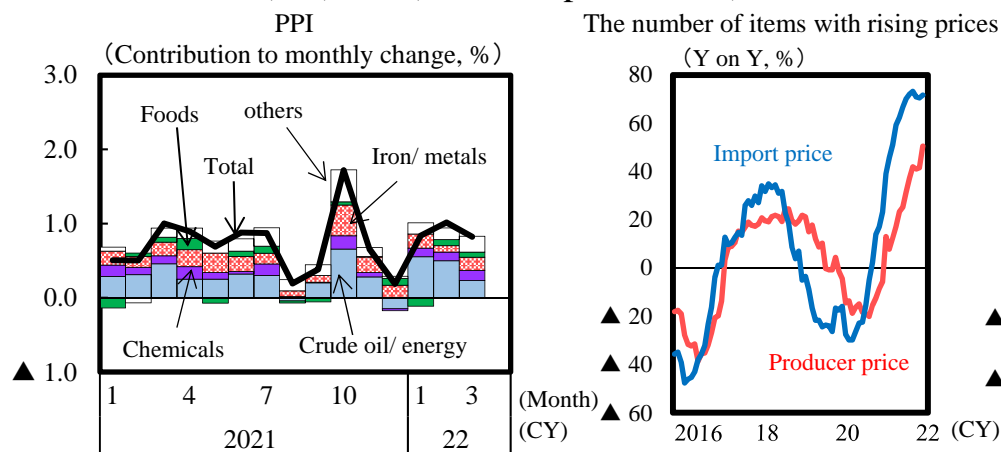 PPI
（Contribution to monthly change, %）
3.0
2.0
1.0
0.0
▲ 1.0
Foods
others
Total
Iron/ metals
Chemicals
Crude oil/ energy
1 4 7 10 1 3 (Month)
2021 22 (CY)
The number of items with rising prices
（Y on Y, %）
80
60
40
20
0
▲ 20
▲ 40
▲ 60
Import price
Producer price
2016 18 20 22 (CY)
▲
▲